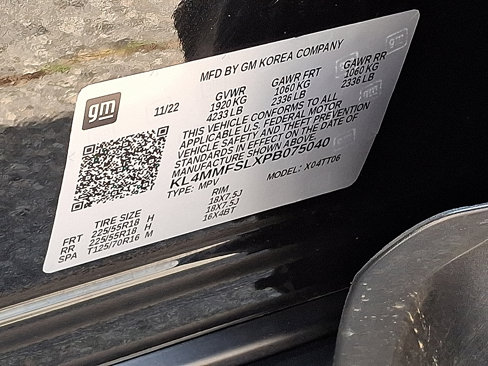 MFD BY GM KOREA COMPANY
gm
11/22
GVWR GAWR FRT GAWR RR
1920 KG 1060 KG 1060 KG
4233 LB 2336 LB 2336 LB
THIS VEHICLE CONFORMS TO ALL
APPLICABLE U.S. FEDERAL MOTOR
VEHICLE SAFETY AND THEFT PREVENTION
STANDARDS IN EFFECT ON THE DATE OF
MANUFACTURE SHOWN ABOVE.
KL4MMFSLXPB075040
TYPE: MPV MODEL: X04TT06
TIRE SIZE RIM
FRT 225/55R18 H 18X7.5J
RR 225/55R18 H 18X7.5J
SPA T125/70R16 M 16X4BT